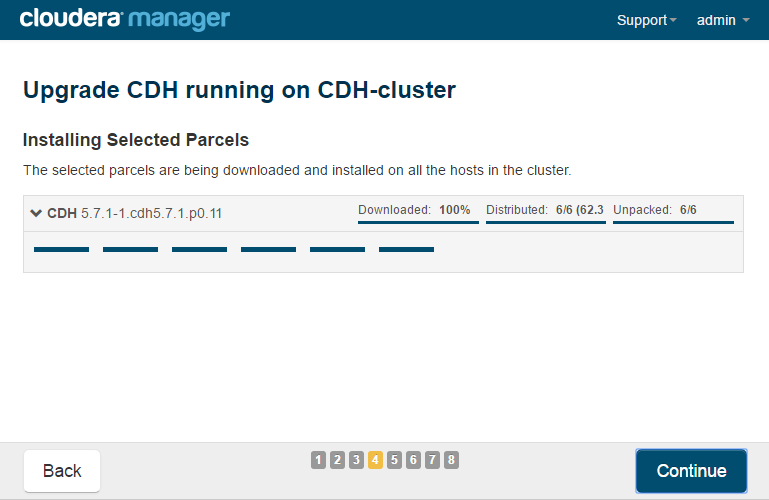 cloudera manager Support admin
Upgrade CDH running on CDH-cluster
Installing Selected Parcels
The selected parcels are being downloaded and installed on all the hosts in the cluster.
CDH 5.7.1-1.cdh5.7.1.p0.11 Downloaded: 100% Distributed: 6/6 (62.3 Unpacked: 6/6
Back 1 2 3 4 5 6 7 8 Continue